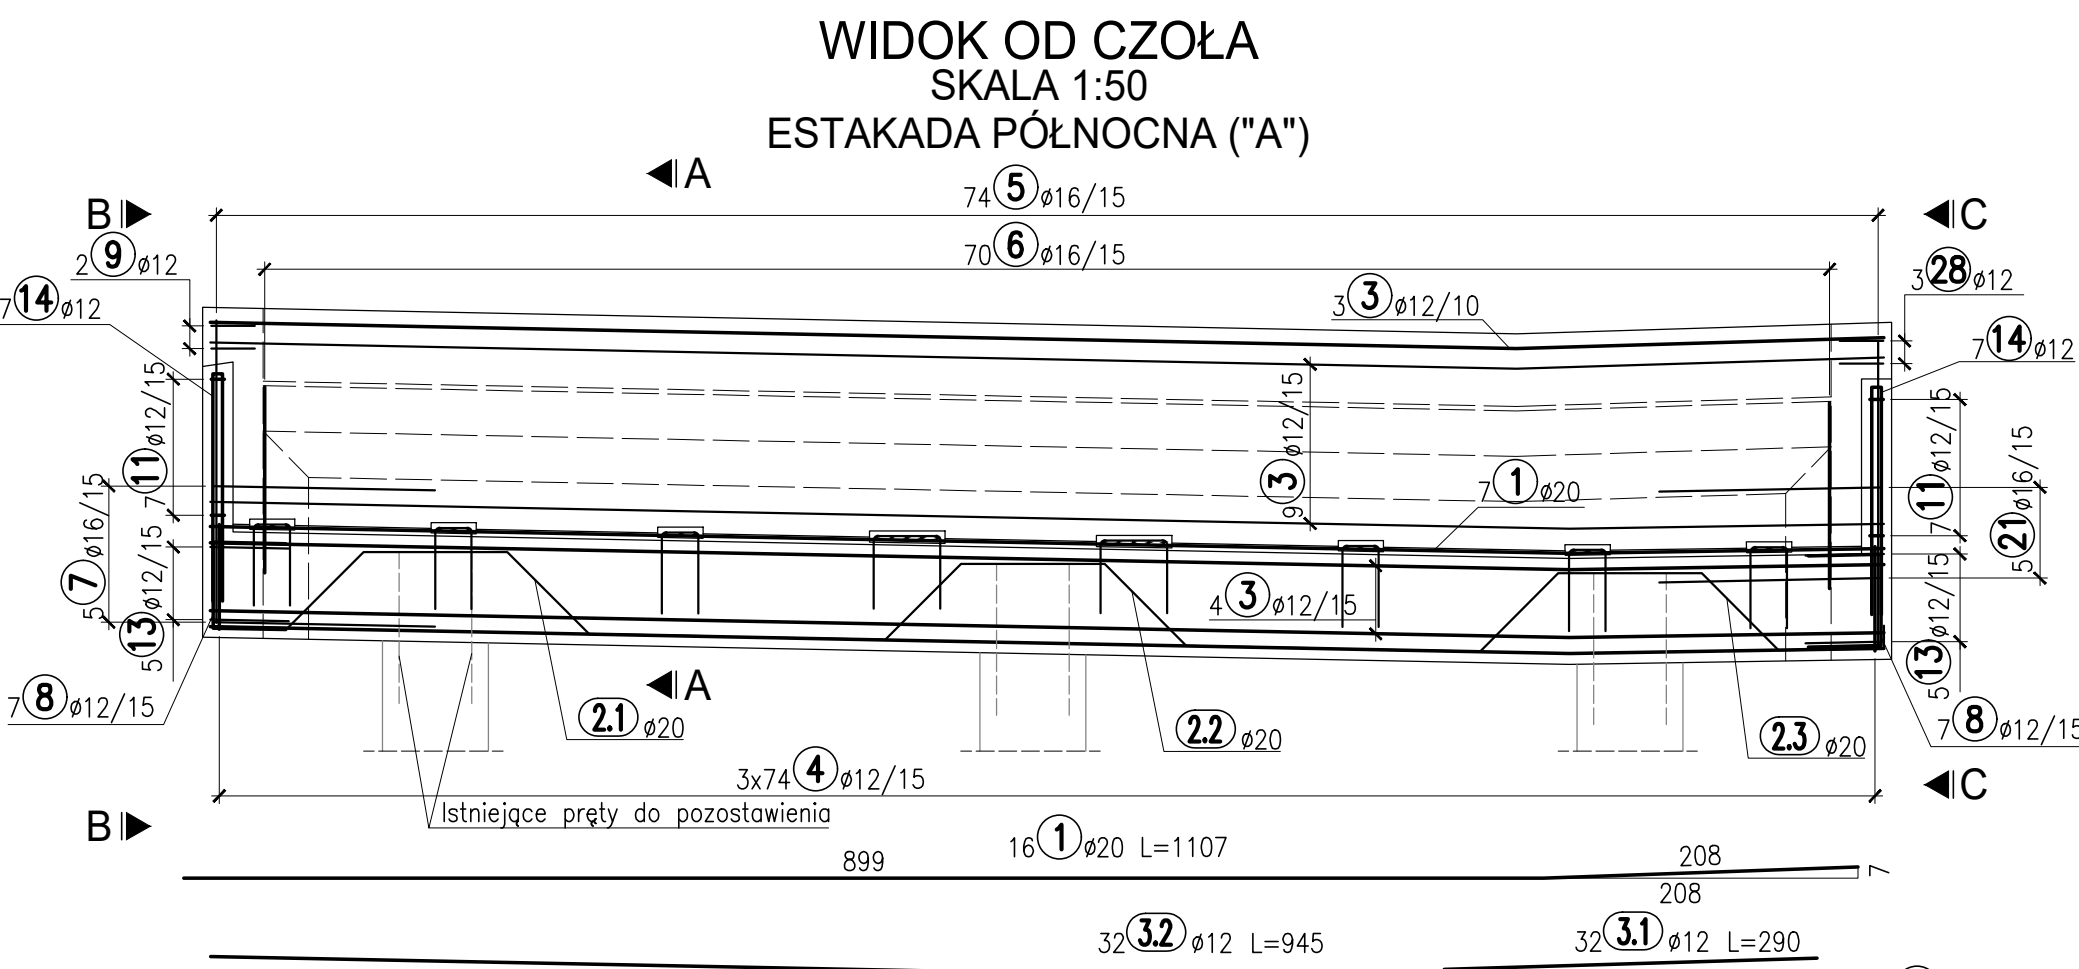 WIDOK OD CZOŁA
SKALA 1:50
ESTAKADA PÓŁNOCNA ("A")
A
74 5 ø16/15
B
C
70 6 ø16/15
2 9 ø12
3 28 ø12
7 14 ø12
3 3 ø12/10
7 14 ø12
7 11 ø12/15
9 3 ø12/15
7 11 ø12/15
5 21 ø16/15
7 1 ø20
5 7 ø16/15
5 13 ø12/15
4 3 ø12/15
5 13 ø12/15
A
7 8 ø12/15
2.1 ø20
2.2 ø20
2.3 ø20
7 8 ø12/15
3x74 4 ø12/15
C
Istniejące pręty do pozostawienia
B
16 1 ø20 L=1107
899
208
7
208
32 3.2 ø12 L=945
32 3.1 ø12 L=290